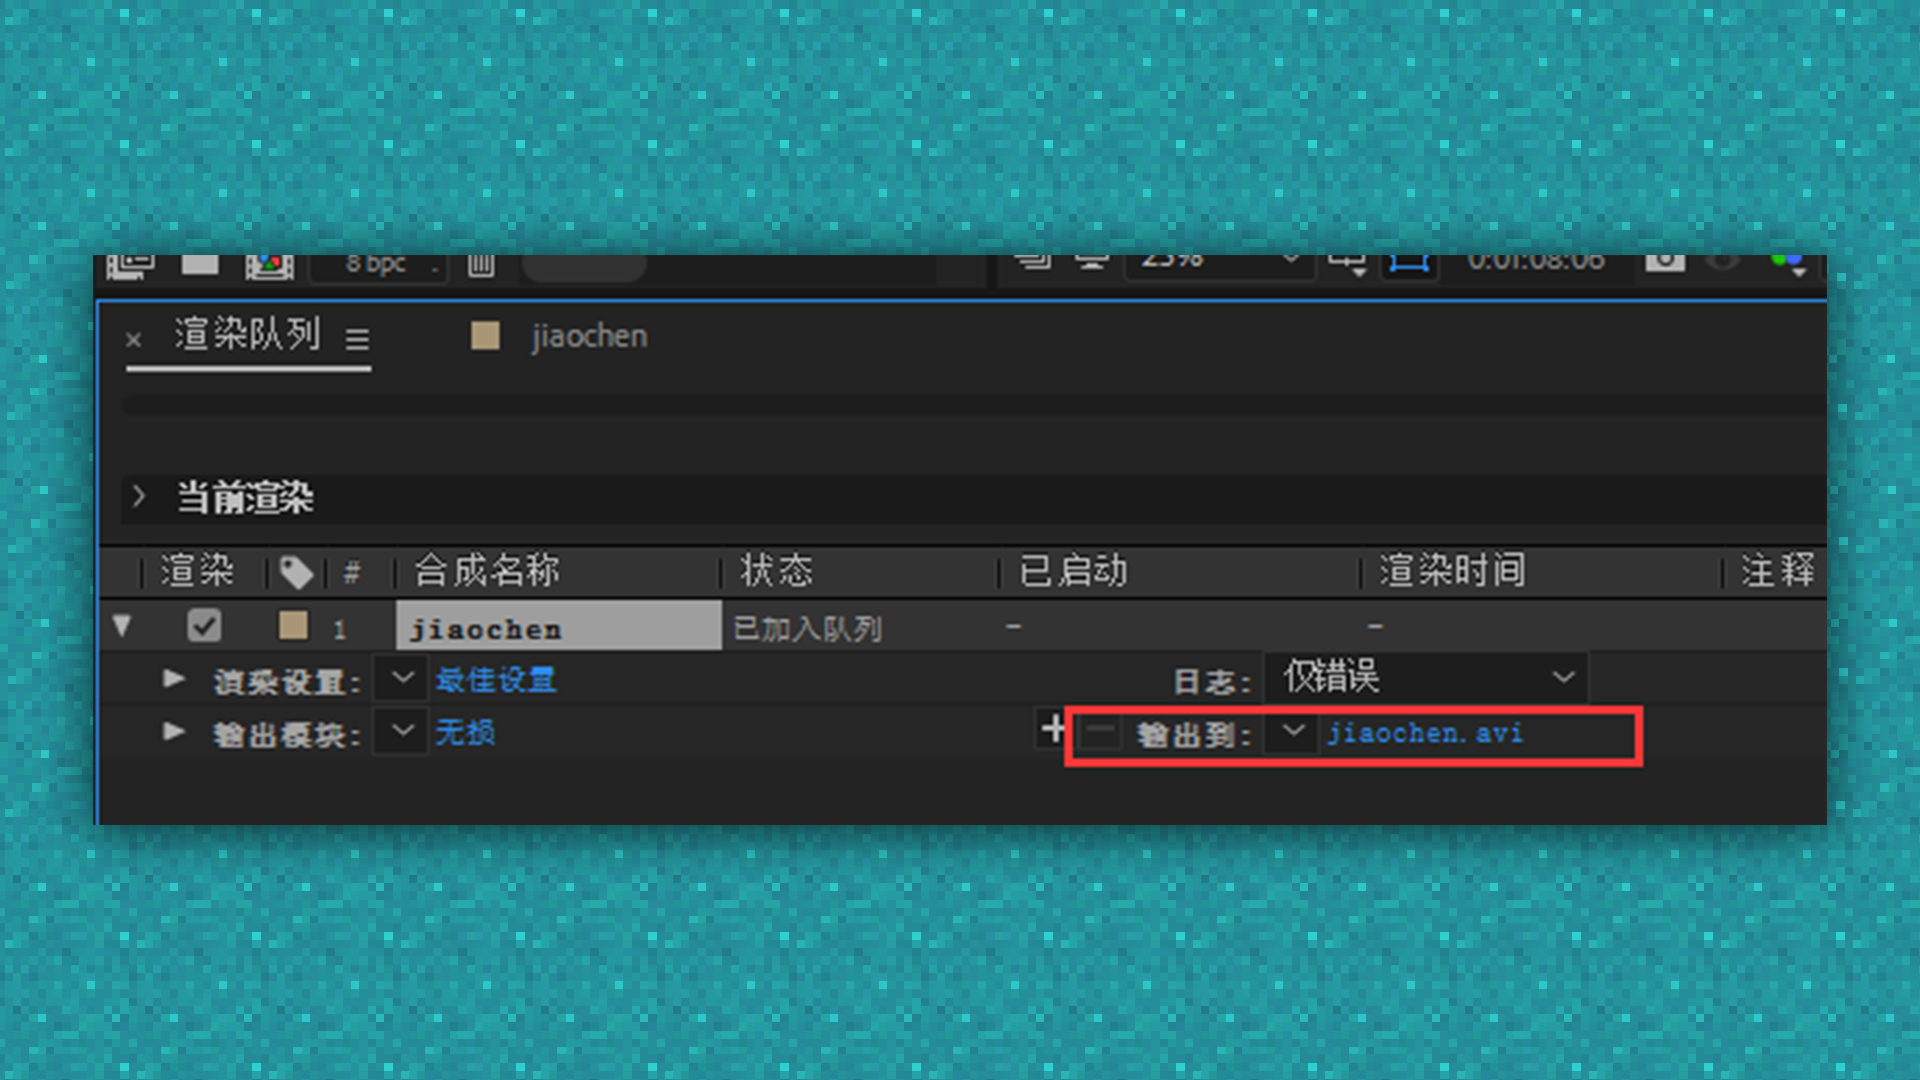 8 bpc 25% 0:01:08:06
× 渲染队列 ≡ jiaochen
> 当前渲染
渲染 # 合成名称 状态 已启动 渲染时间 注释
1 jiaochen 已加入队列 - -
渲染设置: 最佳设置 日志: 仅错误
输出模块: 无损 + 输出到: jiaochen.avi